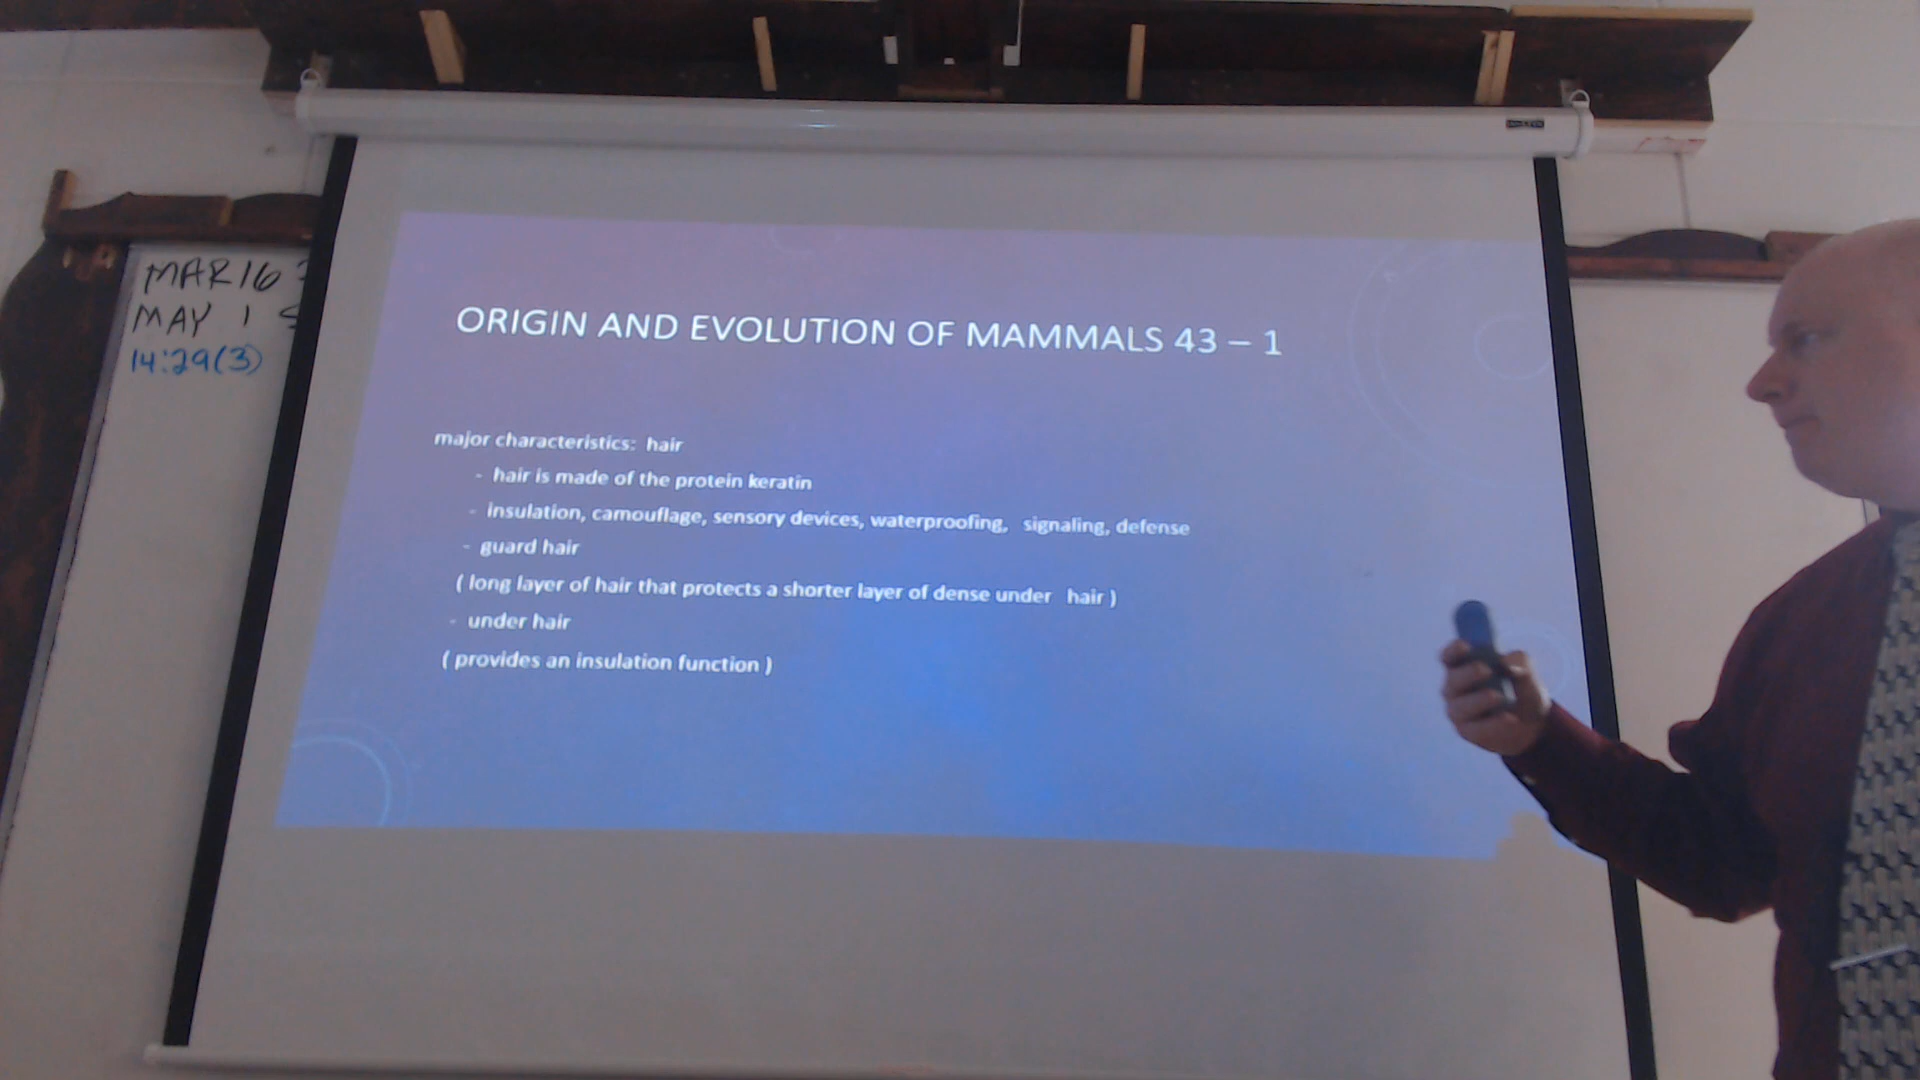 MAR 16
MAY 1
14:29(3)
ORIGIN AND EVOLUTION OF MAMMALS 43 – 1
major characteristics: hair
- hair is made of the protein keratin
- insulation, camouflage, sensory devices, waterproofing, signaling, defense
- guard hair
( long layer of hair that protects a shorter layer of dense under hair )
- under hair
( provides an insulation function )